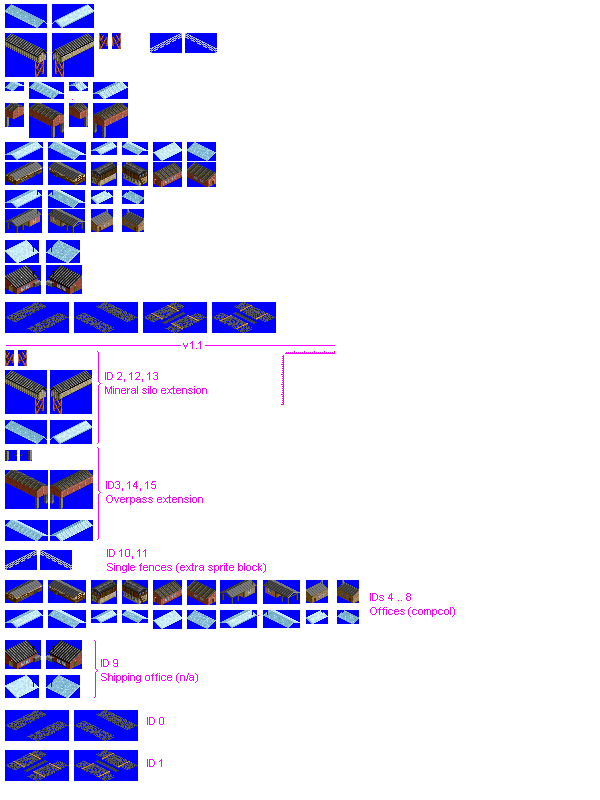 v1.1
ID 2, 12, 13
Mineral silo extension
ID3, 14, 15
Overpass extension
ID 10, 11
Single fences (extra sprite block)
IDs 4 .. 8
Offices (compcol)
ID 9
Shipping office (n/a)
ID 0
ID 1